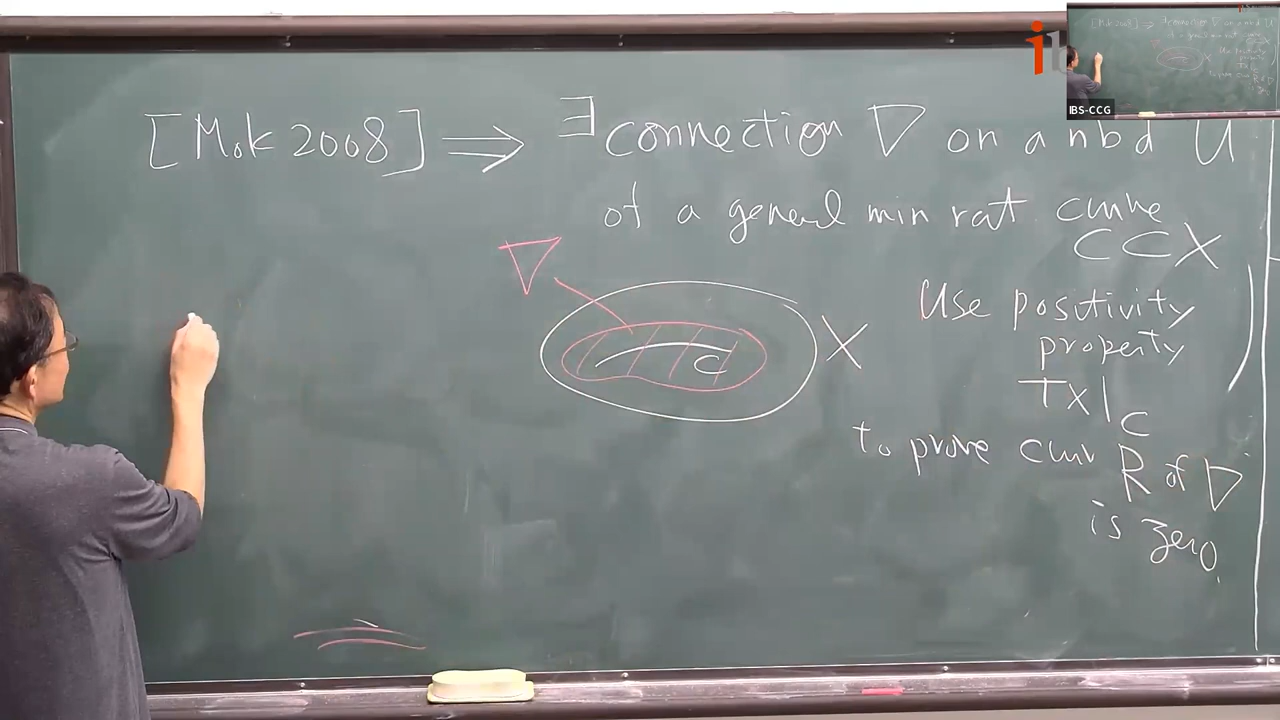 [Mok 2008] ⟹ ∃ connection ∇ on a nbd U
of a general min rat curve
C ⊂ X
∇
C
X
Use positivity
property
TX|_C
to prove curv R of ∇
is zero.
IBS-CCG